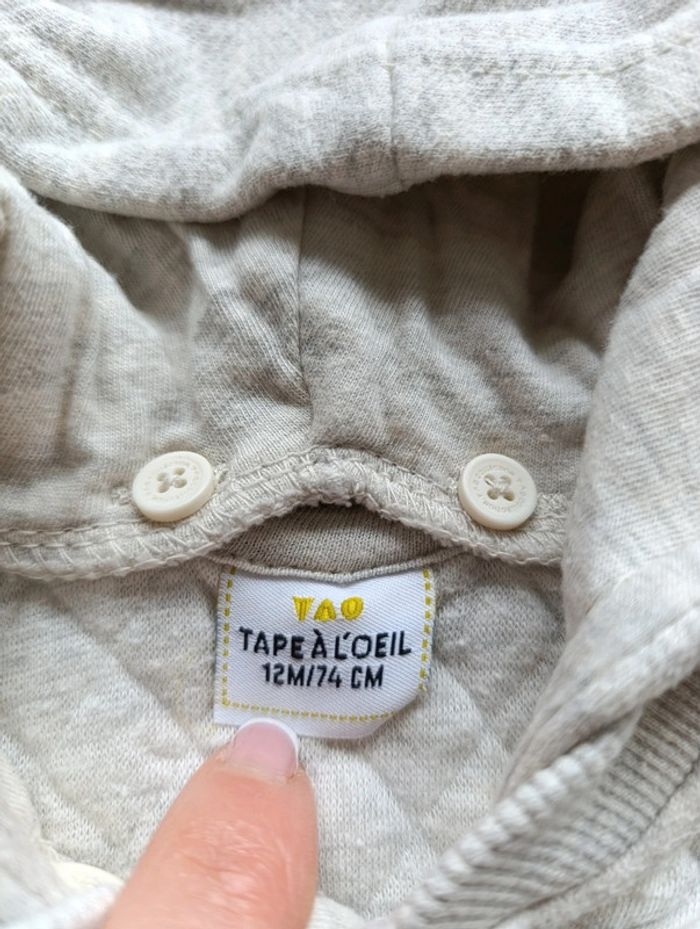 TAO
TAPE À L'OEIL
12M/74 CM